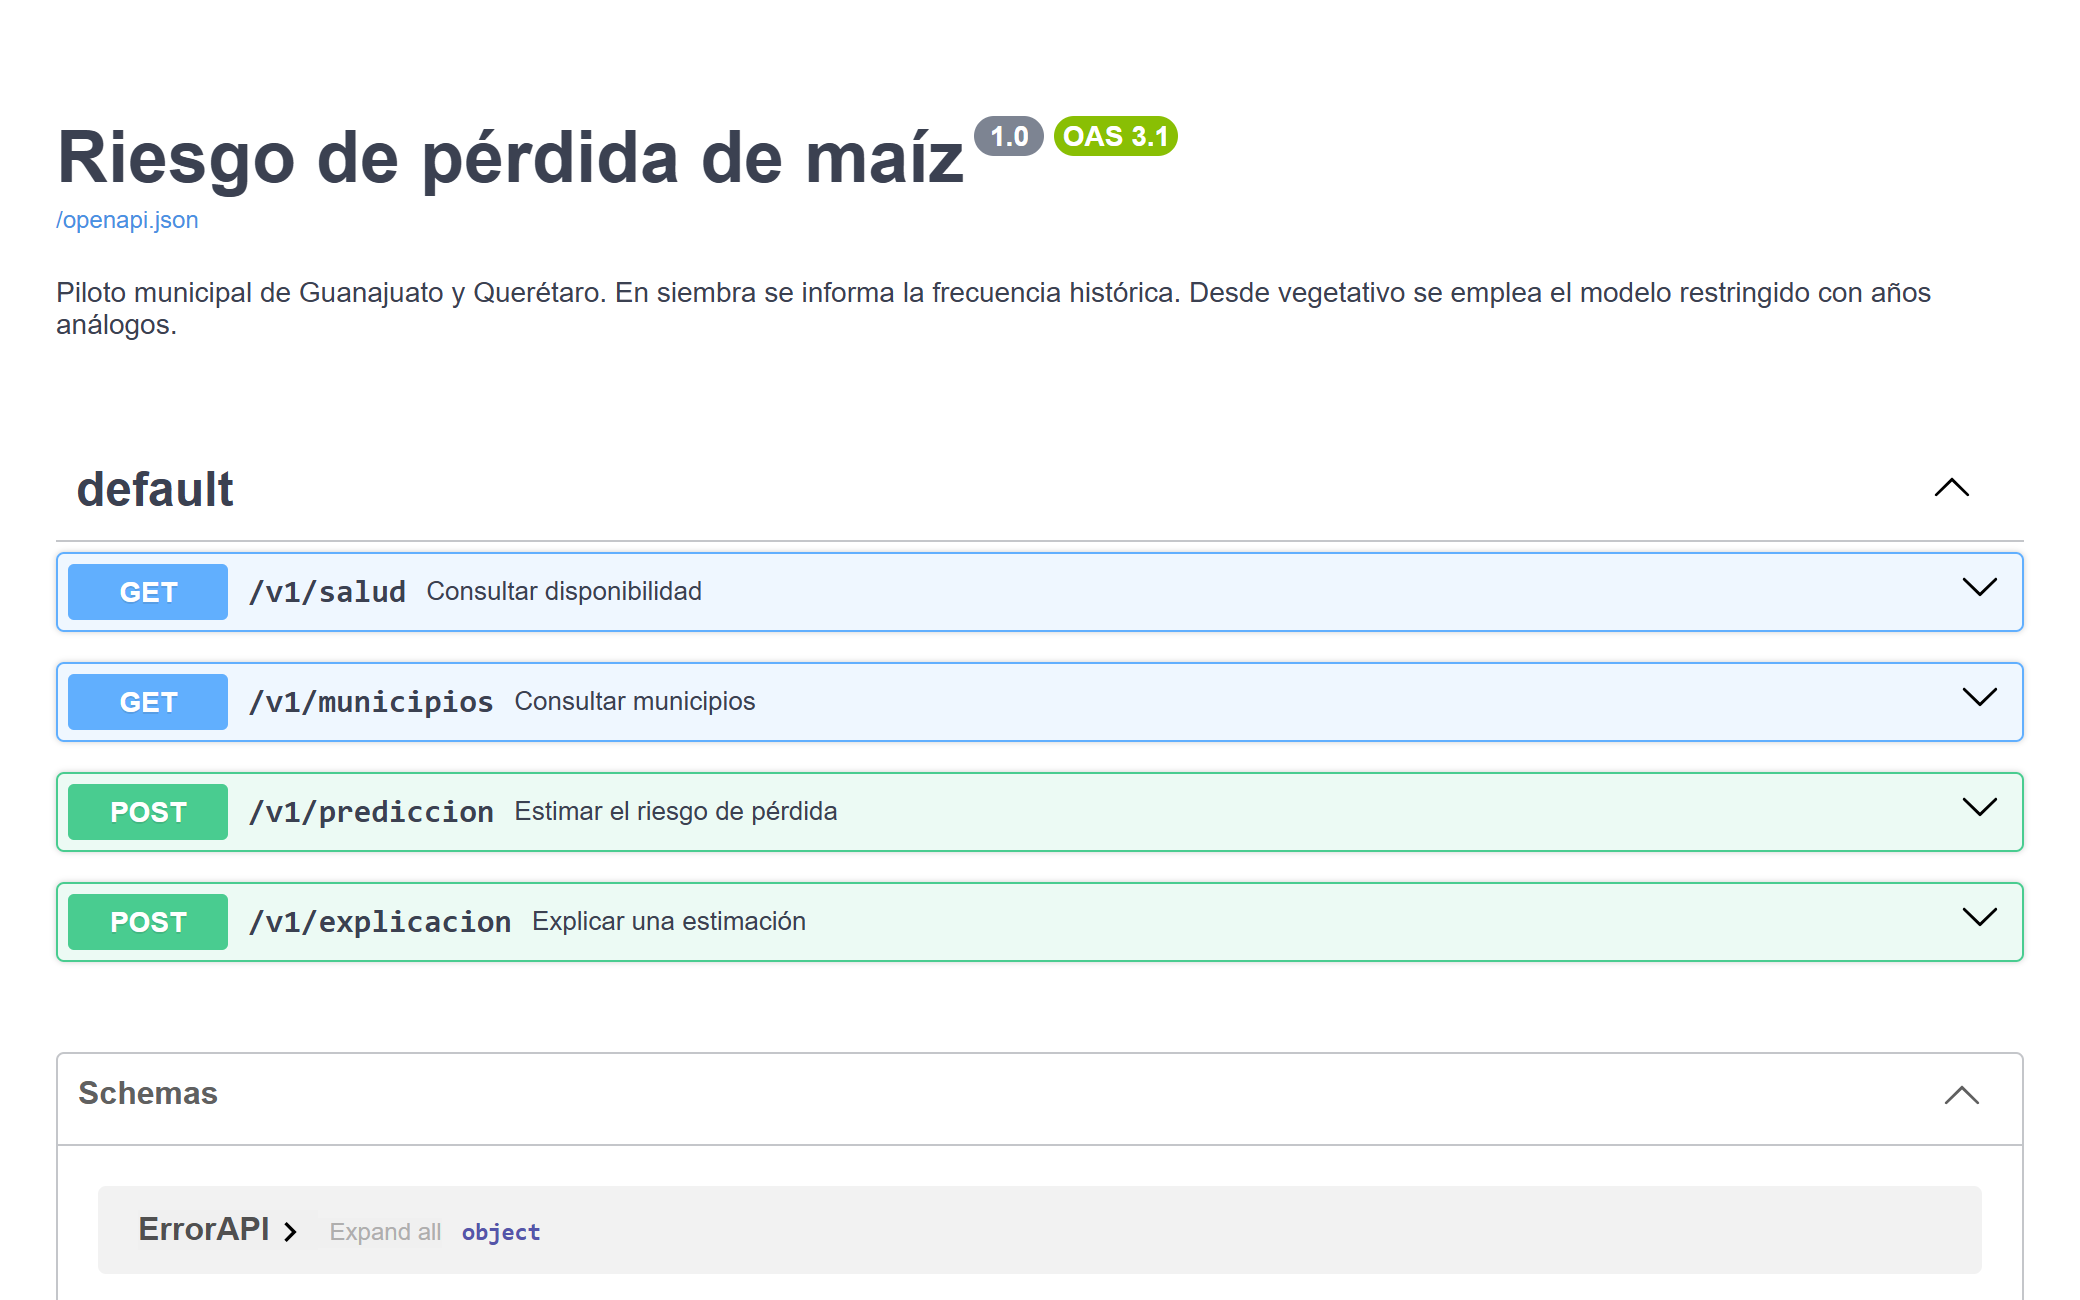 Riesgo de pérdida de maíz 1.0 OAS 3.1
/openapi.json
Piloto municipal de Guanajuato y Querétaro. En siembra se informa la frecuencia histórica. Desde vegetativo se emplea el modelo restringido con años
análogos.
default
GET /v1/salud Consultar disponibilidad
GET /v1/municipios Consultar municipios
POST /v1/prediccion Estimar el riesgo de pérdida
POST /v1/explicacion Explicar una estimación
Schemas
ErrorAPI Expand all object